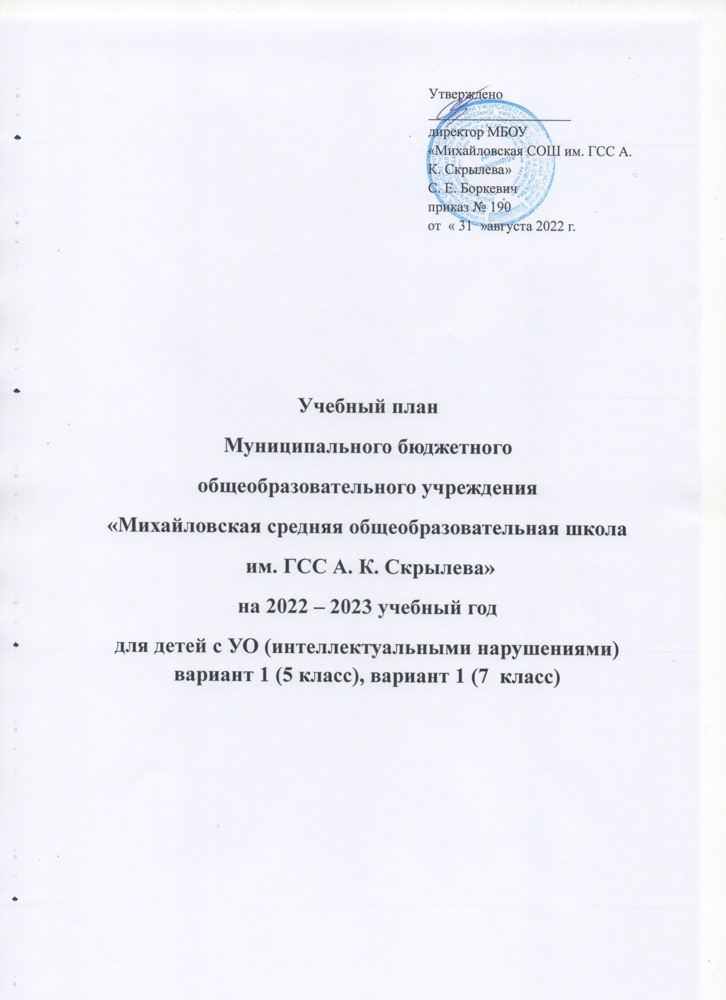 Утверждено
директор МБОУ
«Михайловская СОШ им. ГСС А.
К. Скрылева»
С. Е. Боркевич
приказ № 190
от « 31 »августа 2022 г.
Для
документов
Учебный план
Муниципального бюджетного
общеобразовательного учреждения
«Михайловская средняя общеобразовательная школа
им. ГСС А. К. Скрылева»
на 2022 – 2023 учебный год
для детей с УО (интеллектуальными нарушениями)
вариант 1 (5 класс), вариант 1 (7 класс)